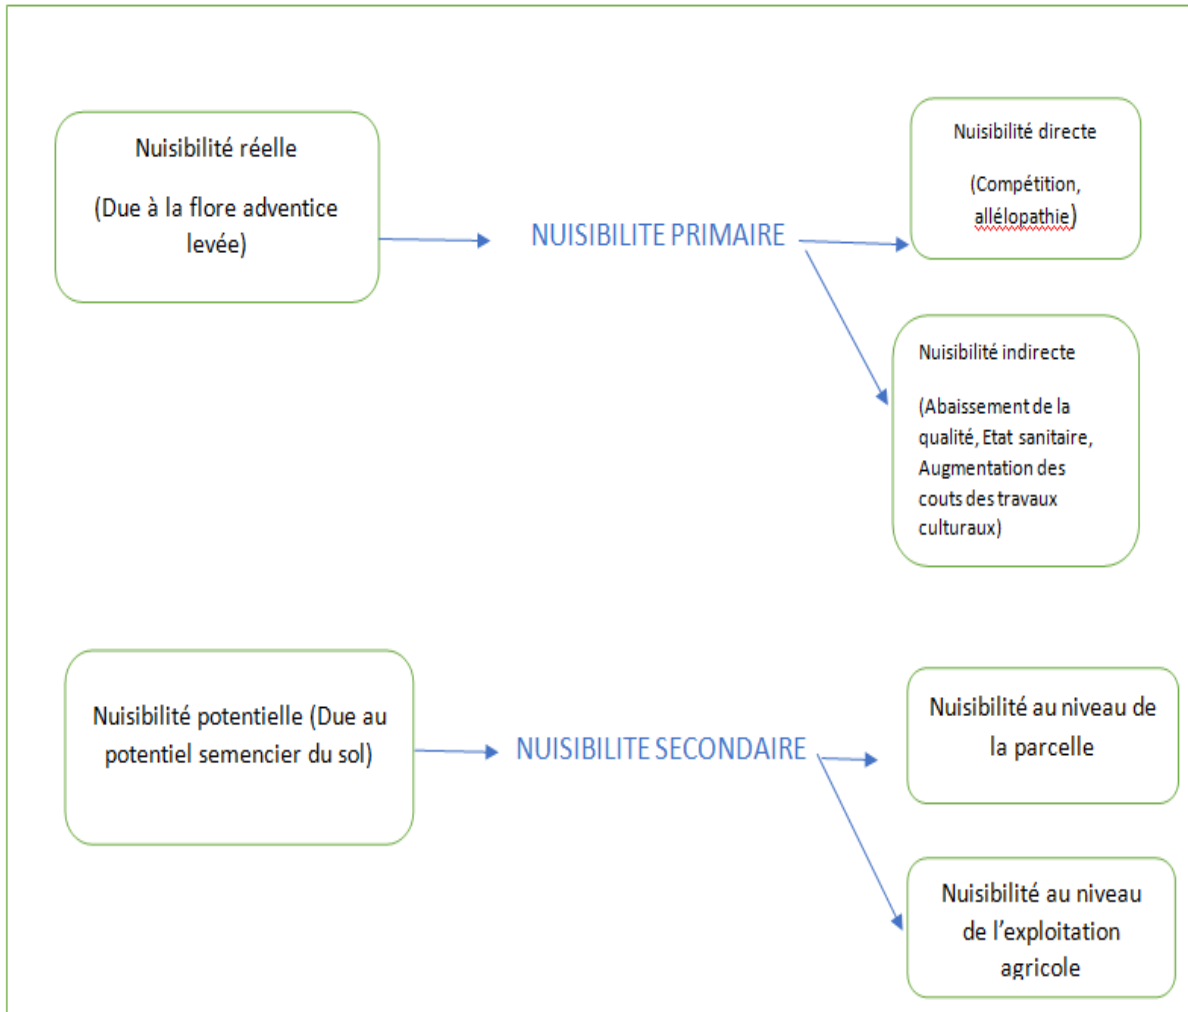 Nuisibilité réelle
(Due à la flore adventice
levée)
NUISIBILITE PRIMAIRE
Nuisibilité directe
(Compétition,
allélopathie)
Nuisibilité indirecte
(Abaissement de la
qualité, Etat sanitaire,
Augmentation des
couts des travaux
culturaux)
Nuisibilité potentielle (Due au
potentiel semencier du sol)
NUISIBILITE SECONDAIRE
Nuisibilité au niveau de
la parcelle
Nuisibilité au niveau
de l’exploitation
agricole